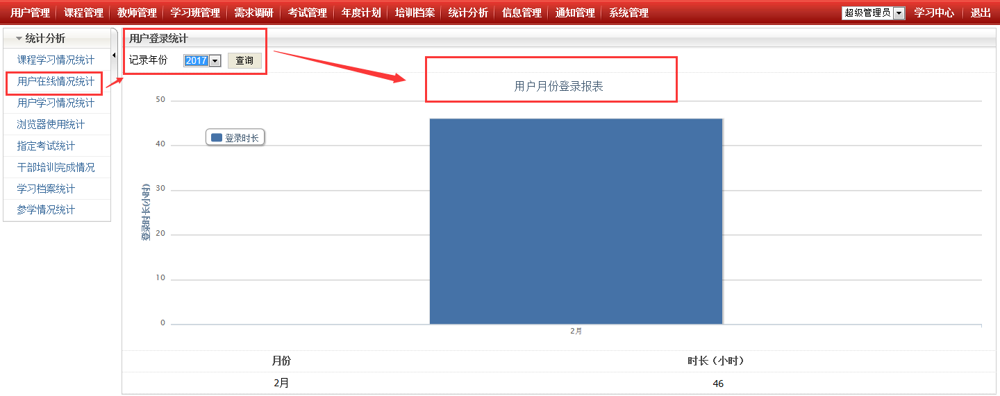 用户管理 课程管理 教师管理 学习班管理 需求调研 考试管理 年度计划 培训档案 统计分析 信息管理 通知管理 系统管理 超级管理员 学习中心 退出
统计分析
课程学习情况统计
用户在线情况统计
用户学习情况统计
浏览器使用统计
指定考试统计
干部培训完成情况
学习档案统计
参学情况统计
用户登录统计
记录年份 2017 查询
用户月份登录报表
登录时长
登录时长(小时)
50
40
30
20
10
0
2月
月份 时长（小时）
2月 46